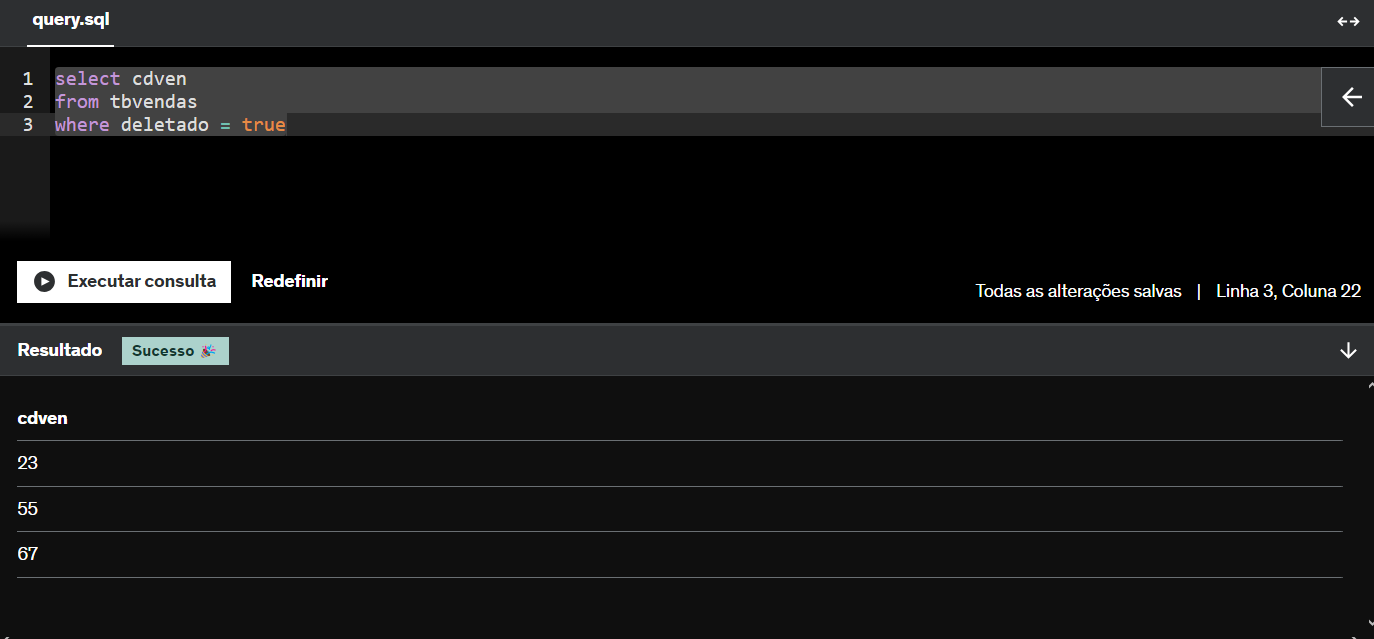 query.sql
1 select cdven
2 from tbvendas
3 where deletado = true
Executar consulta Redefinir
Todas as alterações salvas | Linha 3, Coluna 22
Resultado Sucesso 🎉
cdven
23
55
67